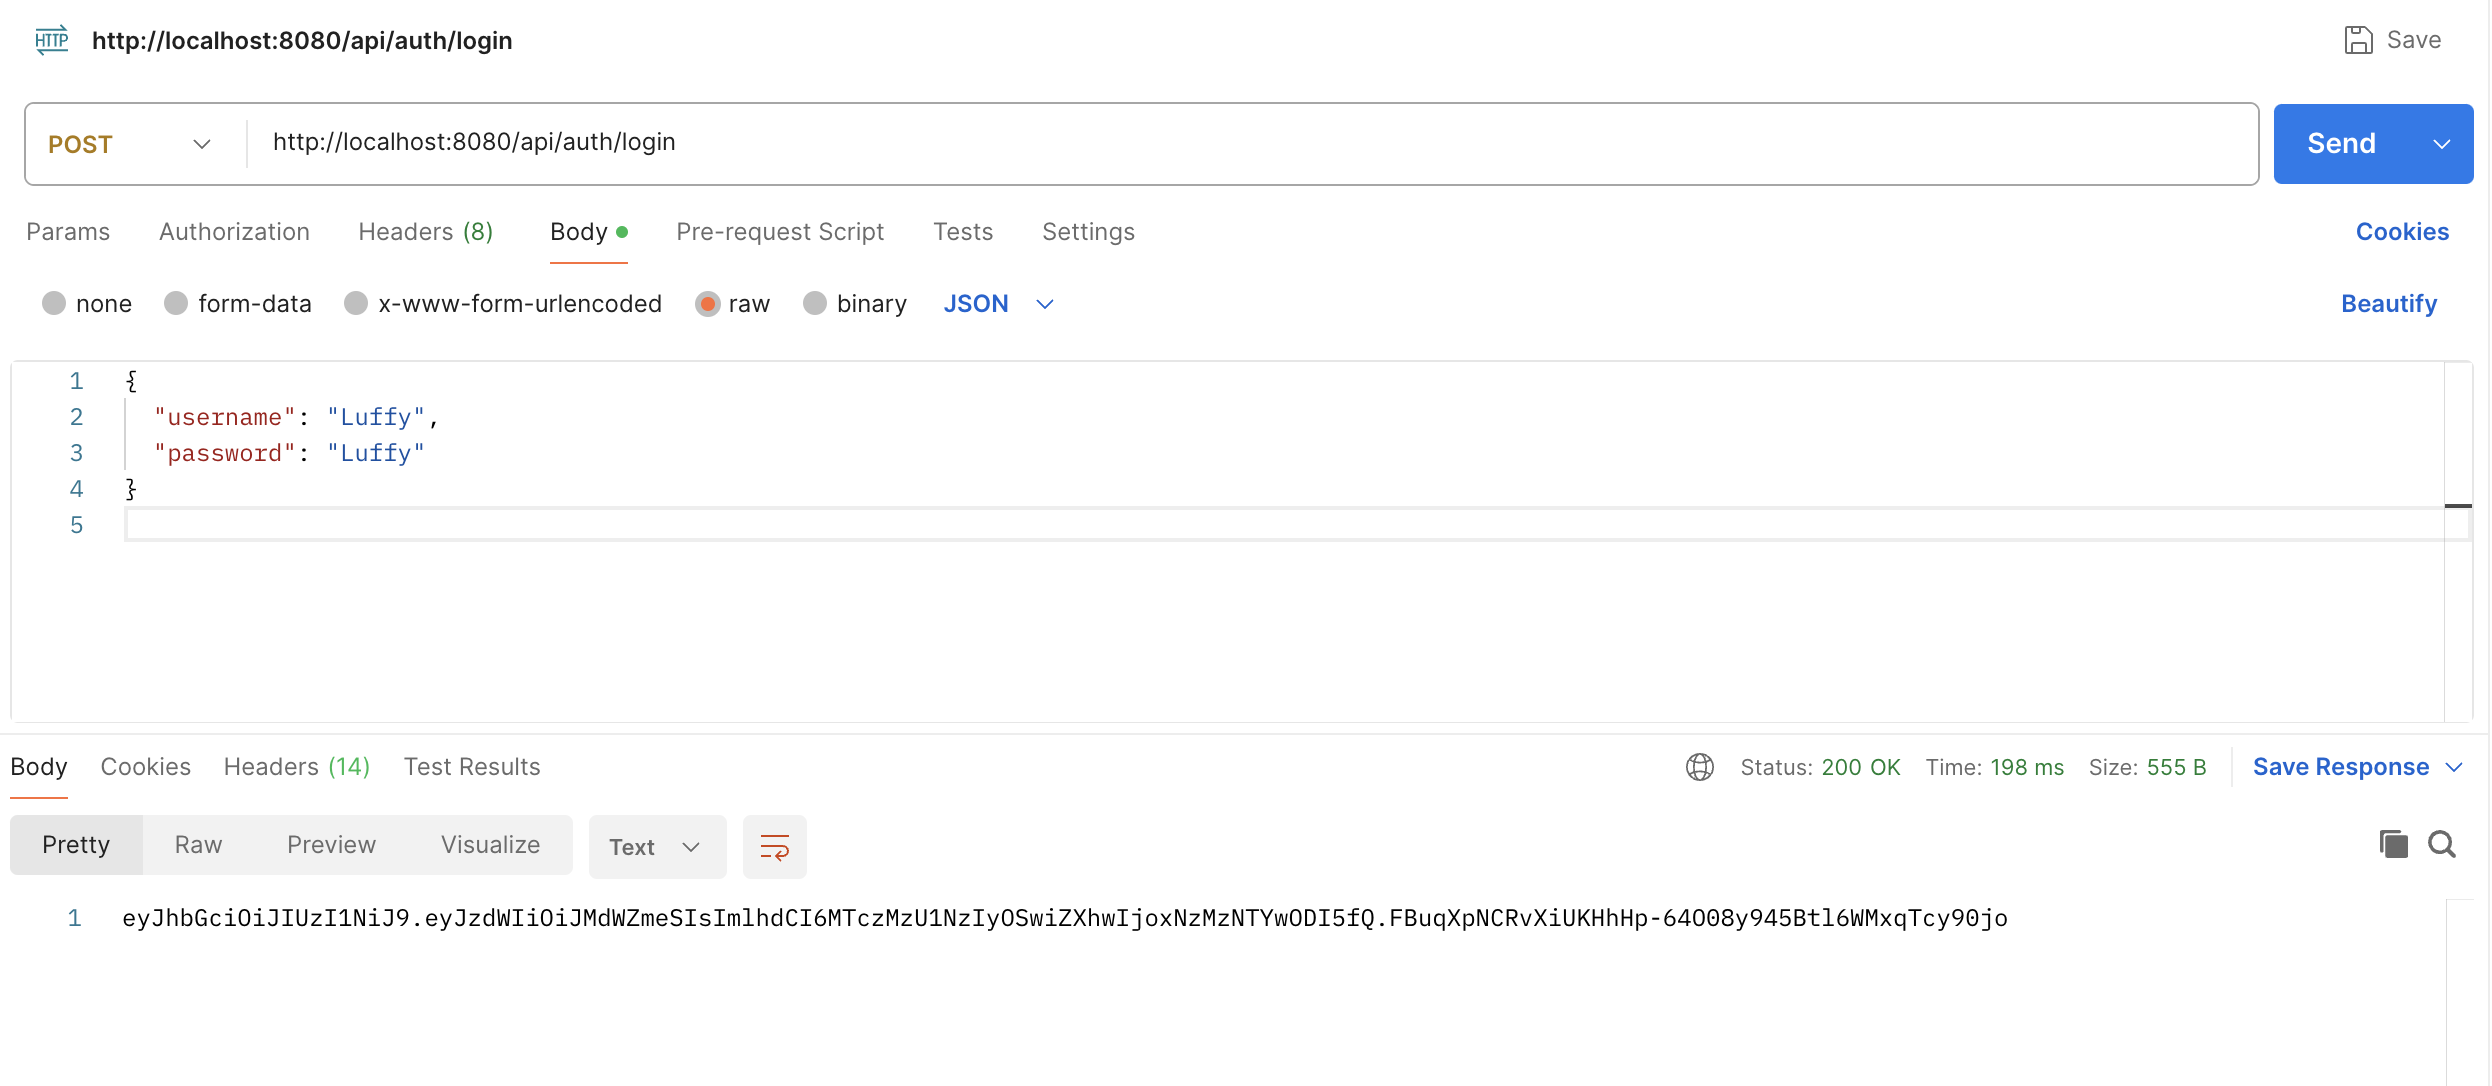 HTTP http://localhost:8080/api/auth/login Save
POST http://localhost:8080/api/auth/login Send
Params Authorization Headers (8) Body Pre-request Script Tests Settings Cookies
none form-data x-www-form-urlencoded raw binary JSON Beautify
1 {
2 "username": "Luffy",
3 "password": "Luffy"
4 }
5
Body Cookies Headers (14) Test Results Status: 200 OK Time: 198 ms Size: 555 B Save Response
Pretty Raw Preview Visualize Text
1 eyJhbGciOiJIUzI1NiJ9.eyJzdWIiOiJMdWZmeSIsImlhdCI6MTczMzU1NzIyOSwiZXhwIjoxNzMzNTYwODI5fQ.FBuqXpNCRvXiUKHhHp-64O08y945Btl6WMxqTcy90jo